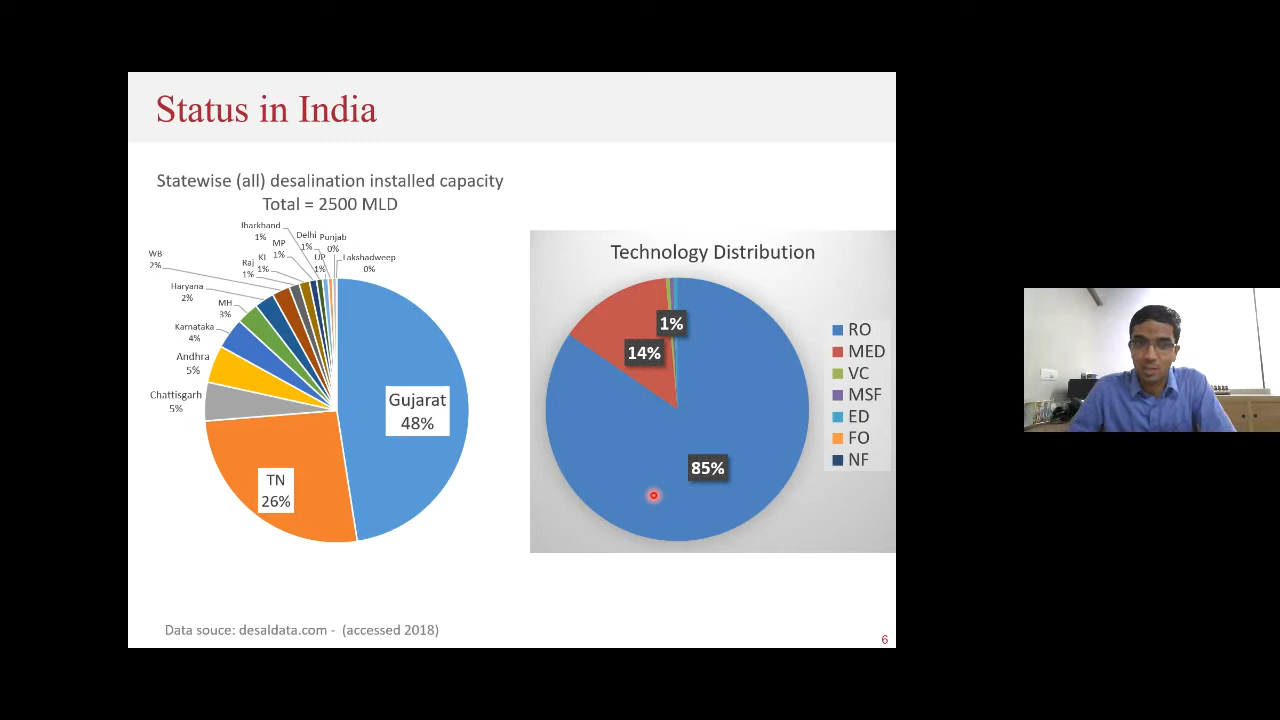 Status in India
Statewise (all) desalination installed capacity
Total = 2500 MLD
Jharkhand
1%
MP
1%
Delhi
1%
Punjab
0%
WB
2%
Raj
1%
KL
1%
UP
1%
Lakshadweep
0%
Haryana
2%
MH
3%
Karnataka
4%
Andhra
5%
Chattisgarh
5%
Gujarat
48%
TN
26%
Technology Distribution
1%
14%
85%
RO
MED
VC
MSF
ED
FO
NF
Data souce: desaldata.com - (accessed 2018)
6